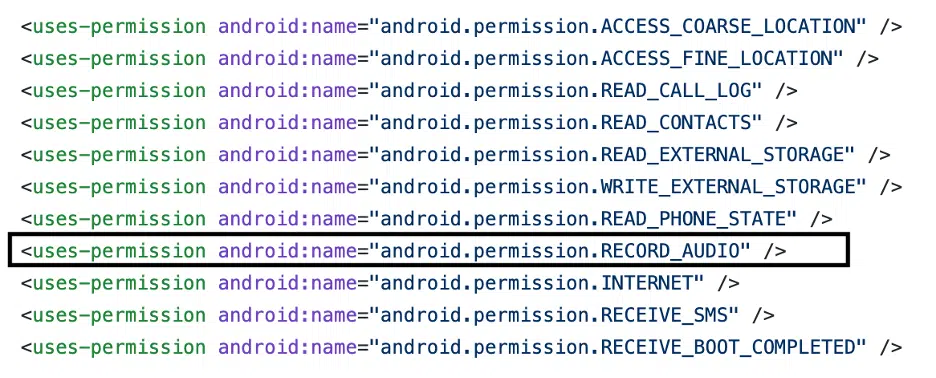 <uses-permission android:name="android.permission.ACCESS_COARSE_LOCATION" />
<uses-permission android:name="android.permission.ACCESS_FINE_LOCATION" />
<uses-permission android:name="android.permission.READ_CALL_LOG" />
<uses-permission android:name="android.permission.READ_CONTACTS" />
<uses-permission android:name="android.permission.READ_EXTERNAL_STORAGE" />
<uses-permission android:name="android.permission.WRITE_EXTERNAL_STORAGE" />
<uses-permission android:name="android.permission.READ_PHONE_STATE" />
<uses-permission android:name="android.permission.RECORD_AUDIO" />
<uses-permission android:name="android.permission.INTERNET" />
<uses-permission android:name="android.permission.RECEIVE_SMS" />
<uses-permission android:name="android.permission.RECEIVE_BOOT_COMPLETED" />